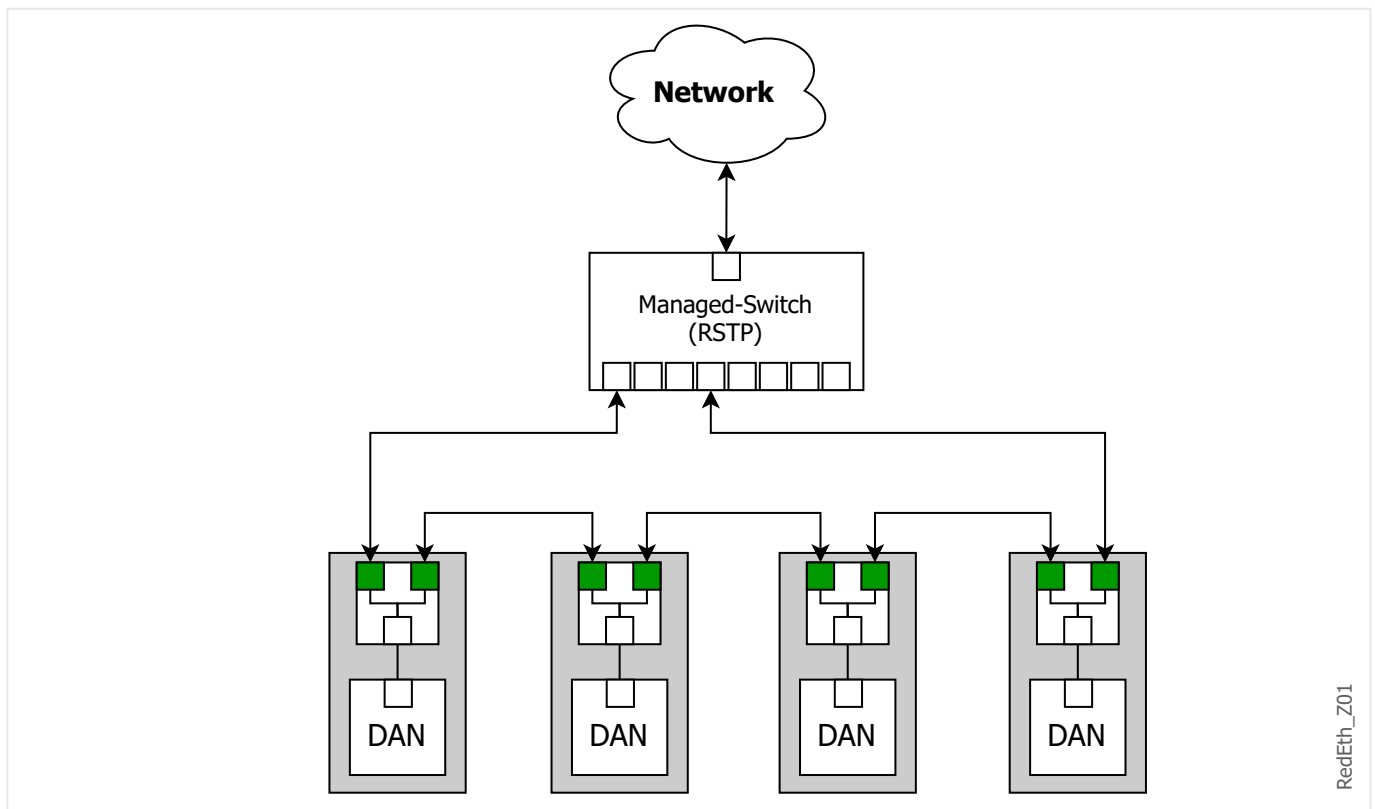 Network
Managed-Switch
(RSTP)
DAN
DAN
DAN
DAN
RedEth_Z01